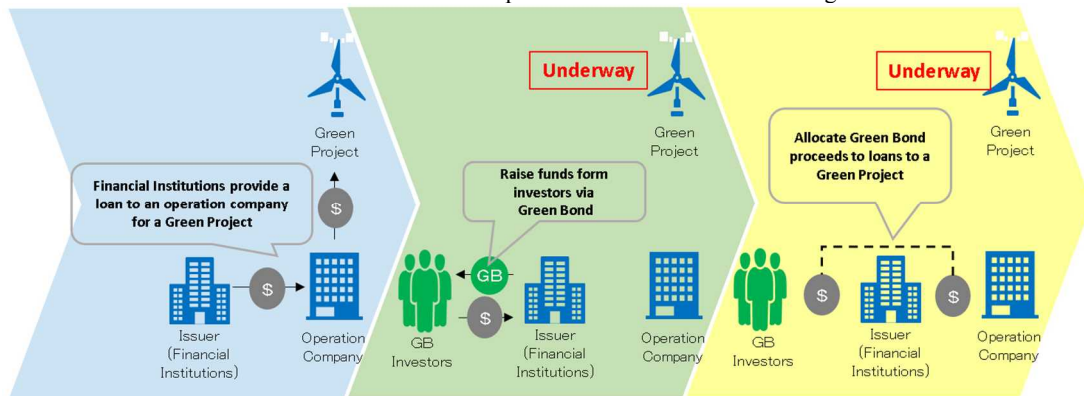 Underway
Underway
Green
Project
Green
Project
Green
Project
Financial Institutions provide a
loan to an operation company
for a Green Project
Raise funds form
investors via
Green Bond
Allocate Green Bond
proceeds to loans to a
Green Project
$
$
GB
$
$
$
Issuer
(Financial
Institutions)
Operation
Company
GB
Investors
Issuer
(Financial
Institutions)
Operation
Company
GB
Investors
Issuer
(Financial
Institutions)
Operation
Company